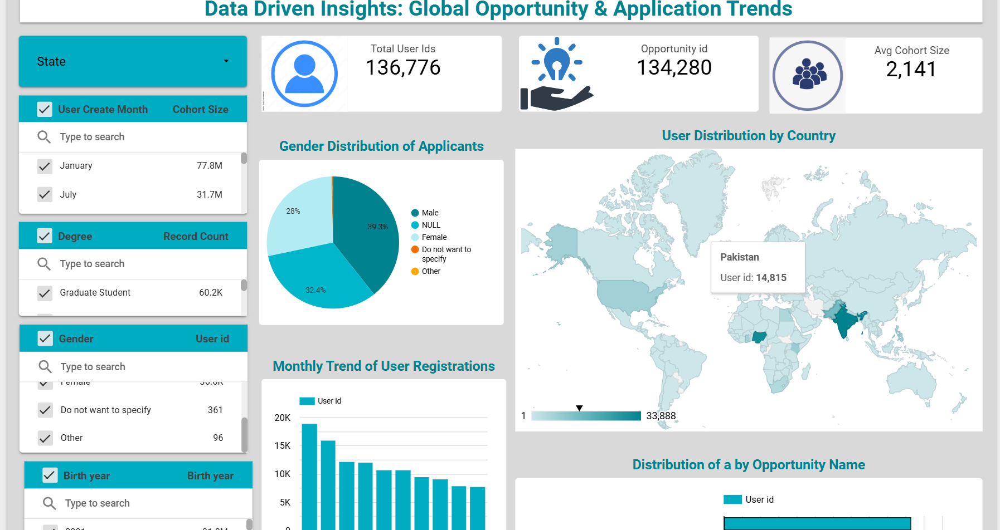 Data Driven Insights: Global Opportunity & Application Trends
State
Total User Ids
136,776
Opportunity id
134,280
Avg Cohort Size
2,141
User Create Month Cohort Size
Type to search
January 77.8M
July 31.7M
Degree Record Count
Type to search
Graduate Student 60.2K
Gender User id
Type to search
Female
Do not want to specify 361
Other 96
Birth year Birth year
Type to search
Gender Distribution of Applicants
28%
39.3%
32.4%
Male
NULL
Female
Do not want to
specify
Other
Monthly Trend of User Registrations
User id
20K
15K
10K
5K
0
User Distribution by Country
Pakistan
User id: 14,815
1 33,888
Distribution of a by Opportunity Name
User id